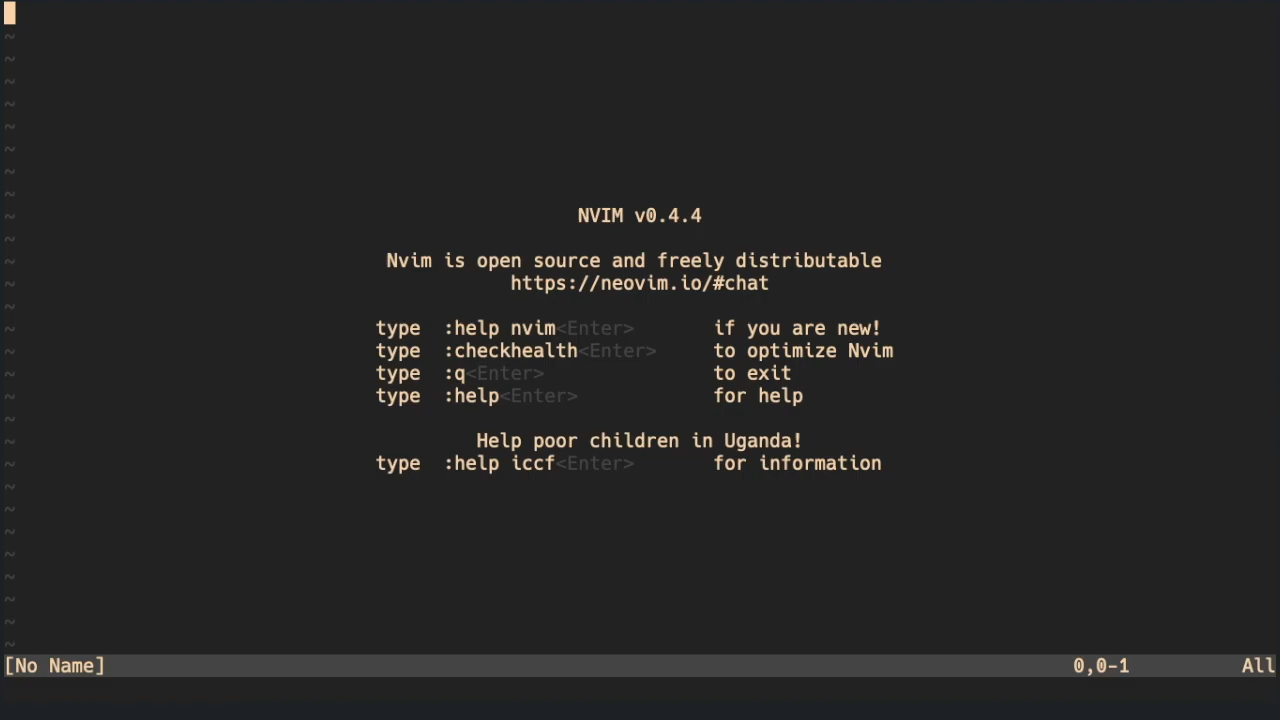 ~
~
~
~
~
~
~
~
~ NVIM v0.4.4
~
~ Nvim is open source and freely distributable
~ https://neovim.io/#chat
~
~ type :help nvim<Enter> if you are new!
~ type :checkhealth<Enter> to optimize Nvim
~ type :q<Enter> to exit
~ type :help<Enter> for help
~
~ Help poor children in Uganda!
~ type :help iccf<Enter> for information
~
~
~
~
~
~
~
~
[No Name] 0,0-1 All